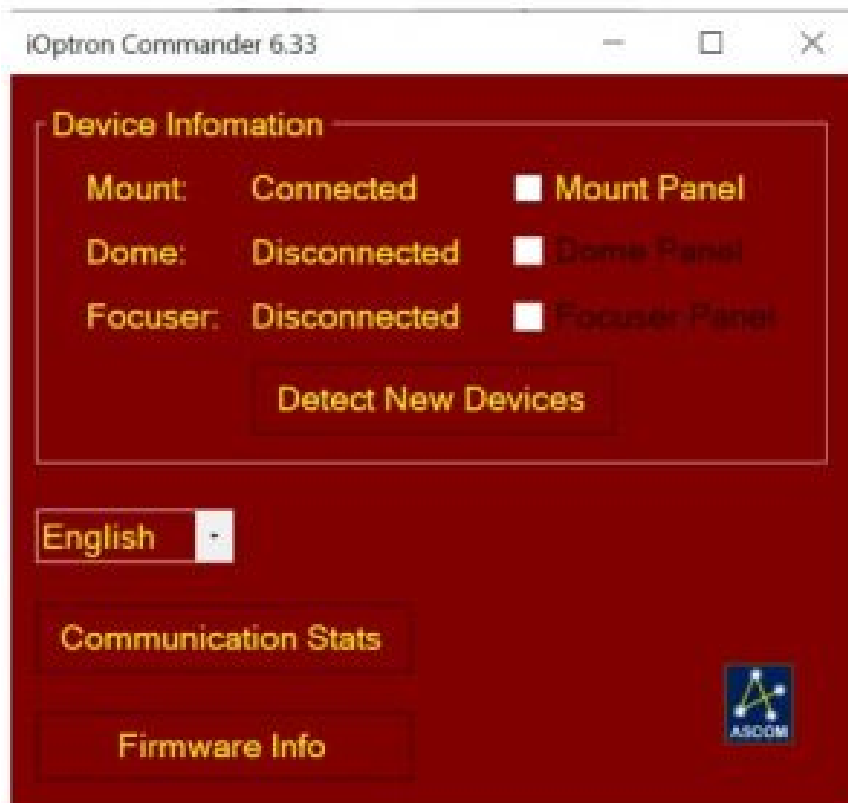 iOptron Commander 6.33
Device Infomation
Mount: Connected Mount Panel
Dome: Disconnected Dome Panel
Focuser: Disconnected Focuser Panel
Detect New Devices
English
Communication Stats
ASCOM
Firmware Info